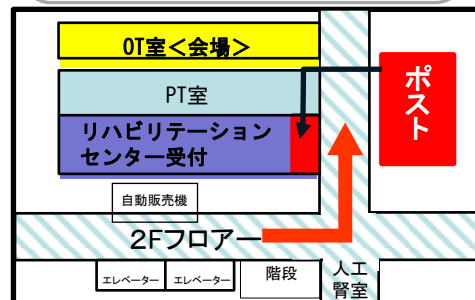 OT室<会場>
PT室
ポスト
リハビリテーション
センター受付
自動販売機
2Fフロアー
エレベーター
エレベーター
階段
人工
腎室